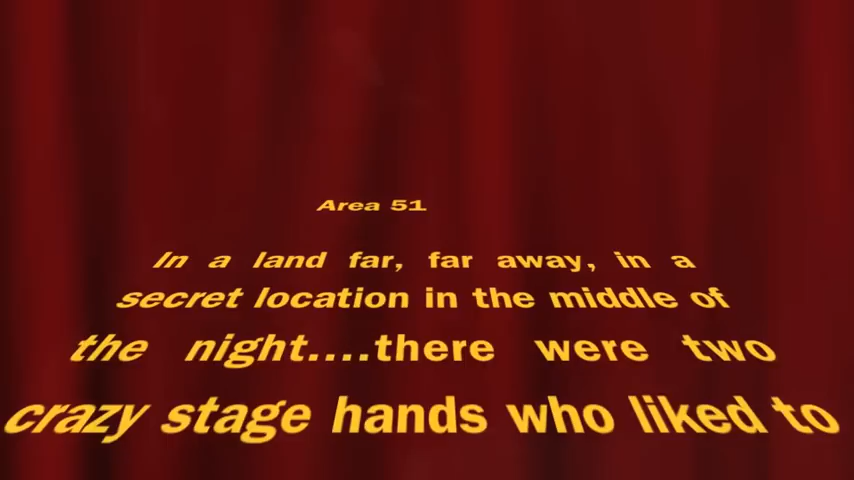 Area 51
In a land far, far away, in a
secret location in the middle of
the night....there were two
crazy stage hands who liked to